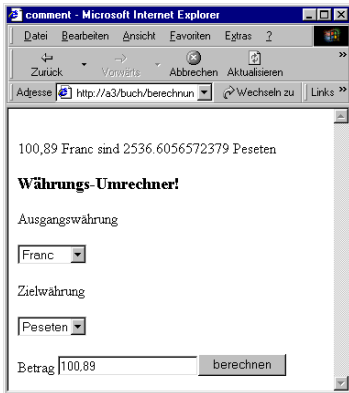 comment - Microsoft Internet Explorer
Datei Bearbeiten Ansicht Favoriten Extras ?
Zurück Vorwärts Abbrechen Aktualisieren »
Adresse http://a3/buch/berechnun Wechseln zu Links »
100,89 Franc sind 2536.6056572379 Peseten
Währungs-Umrechner!
Ausgangswährung
Franc
Zielwährung
Peseten
Betrag 100,89 berechnen